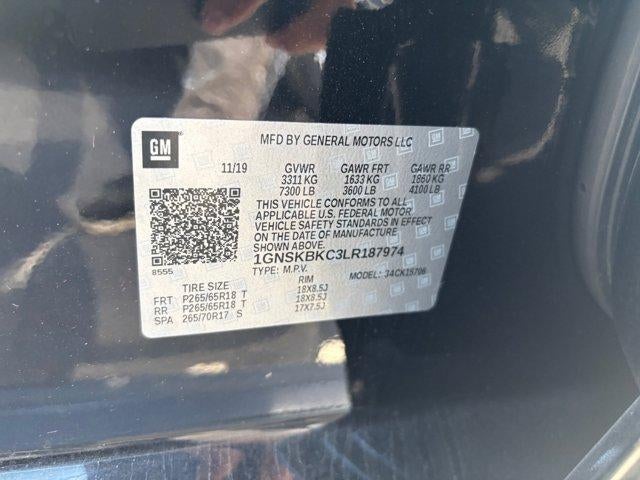 GM
MFD BY GENERAL MOTORS LLC
11/19 GVWR GAWR FRT GAWR RR
3311 KG 1633 KG 1860 KG
7300 LB 3600 LB 4100 LB
THIS VEHICLE CONFORMS TO ALL
APPLICABLE U.S. FEDERAL MOTOR
VEHICLE SAFETY STANDARDS IN EFFECT
ON THE DATE OF MANUFACTURE
SHOWN ABOVE.
8555
1GNSKBKC3LR187974
TYPE: M.P.V. MODEL: 34CK15706
TIRE SIZE RIM
FRT P265/65R18 T 18X8.5J
RR P265/65R18 T 18X8.5J
SPA 265/70R17 S 17X7.5J